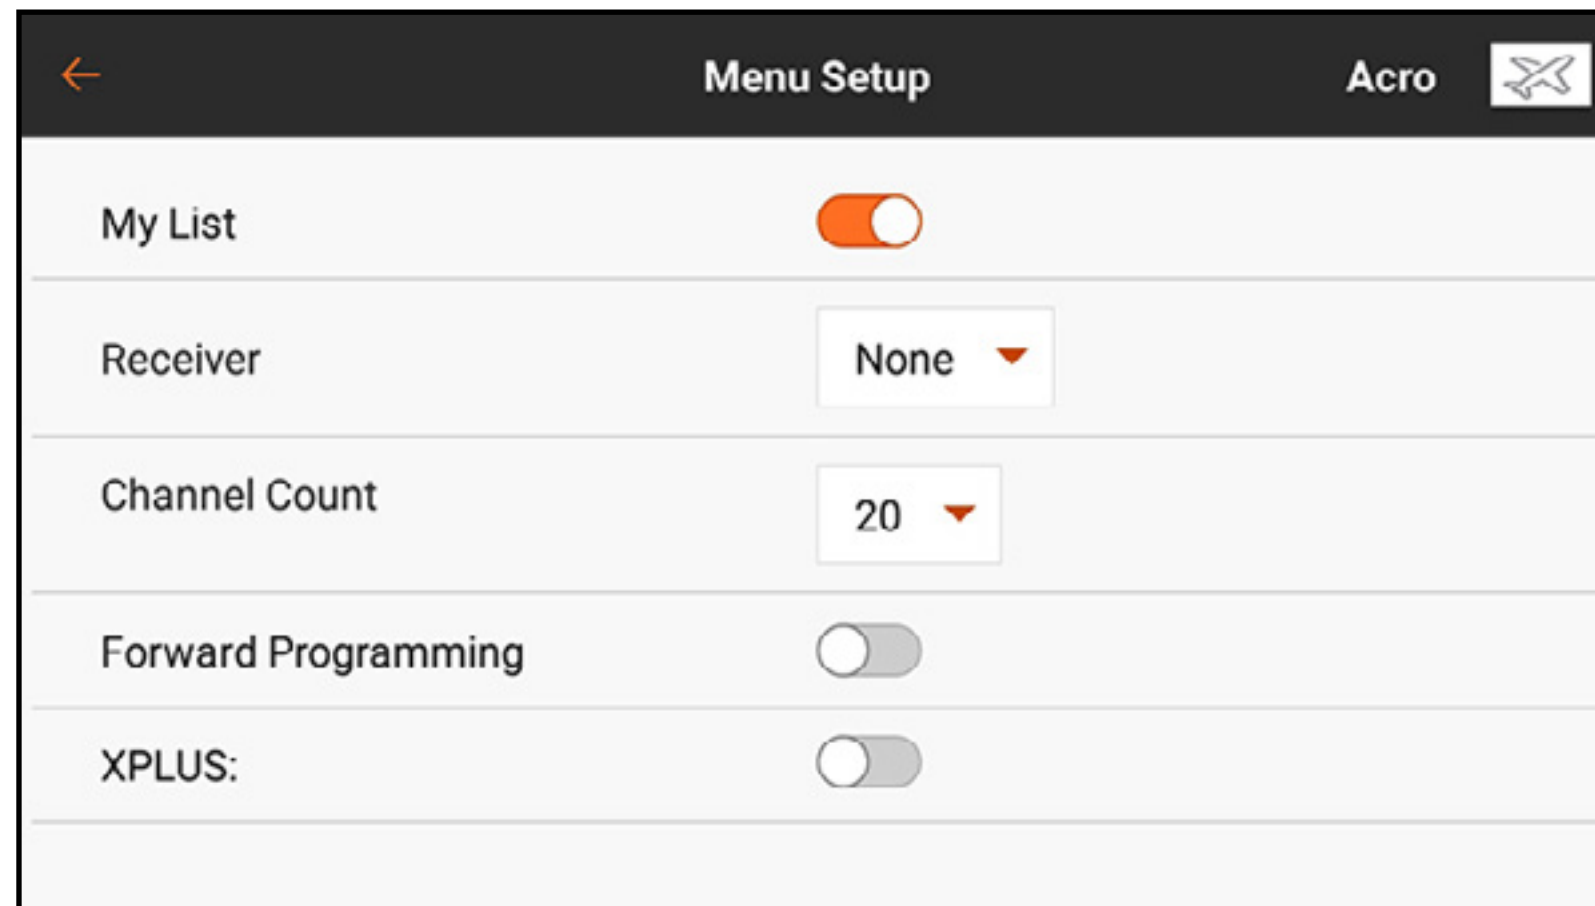 Menu Setup Acro
My List
Receiver None
Channel Count 20
Forward Programming
XPLUS: